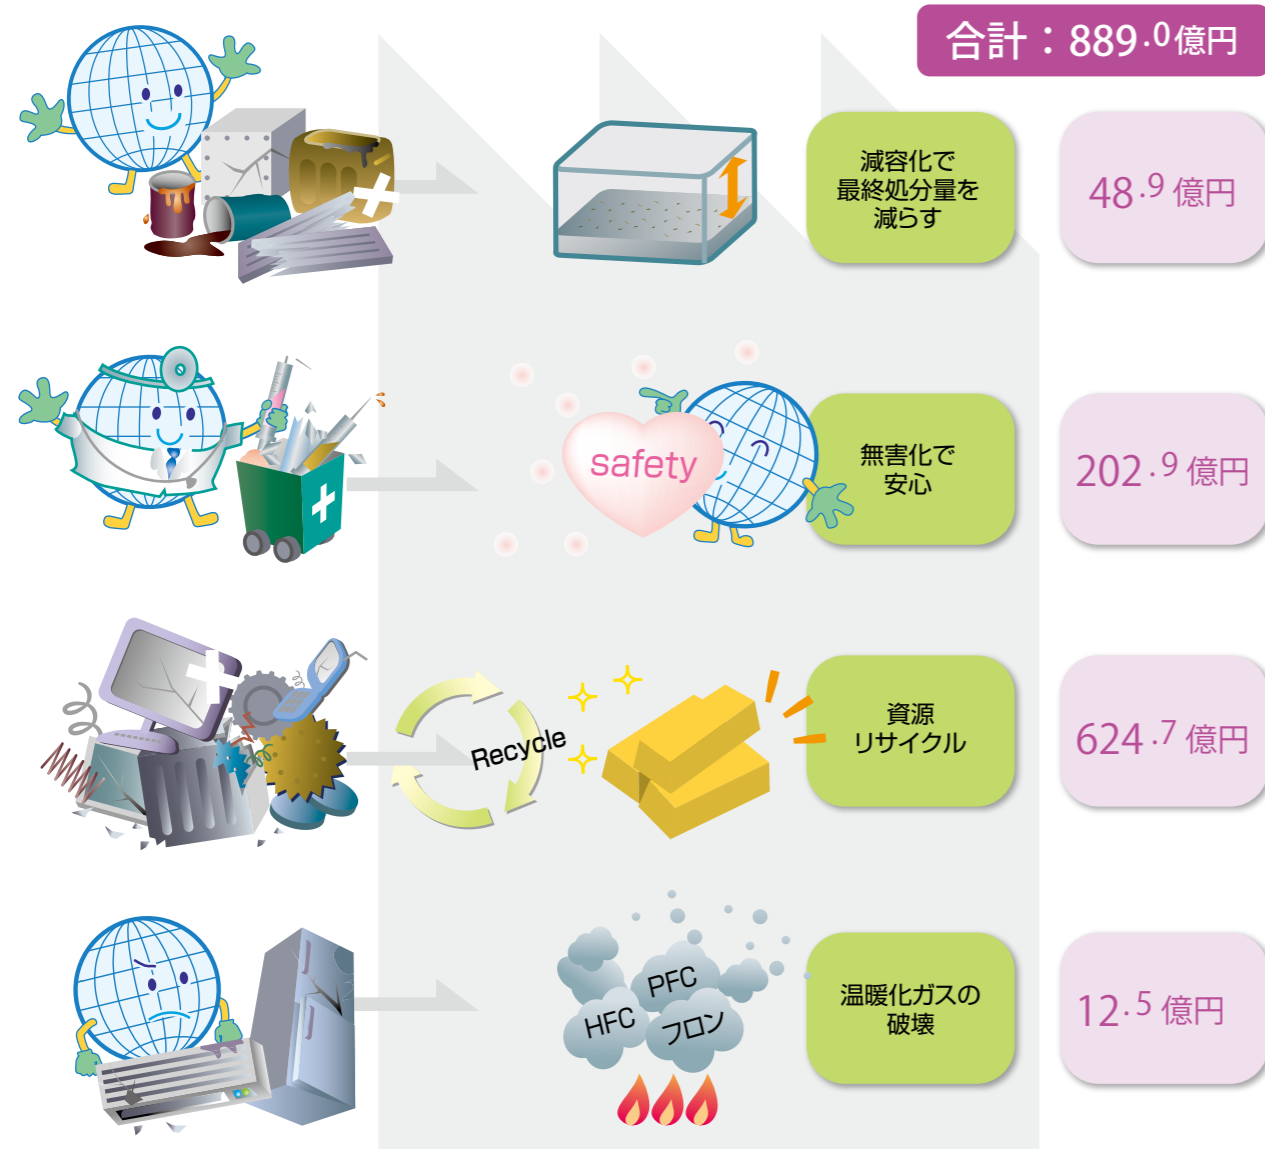 合計：889.0億円
減容化で
最終処分量を
減らす
48.9 億円
safety
無害化で
安心
202.9 億円
Recycle
資源
リサイクル
624.7 億円
PFC
HFC
フロン
温暖化ガスの
破壊
12.5 億円